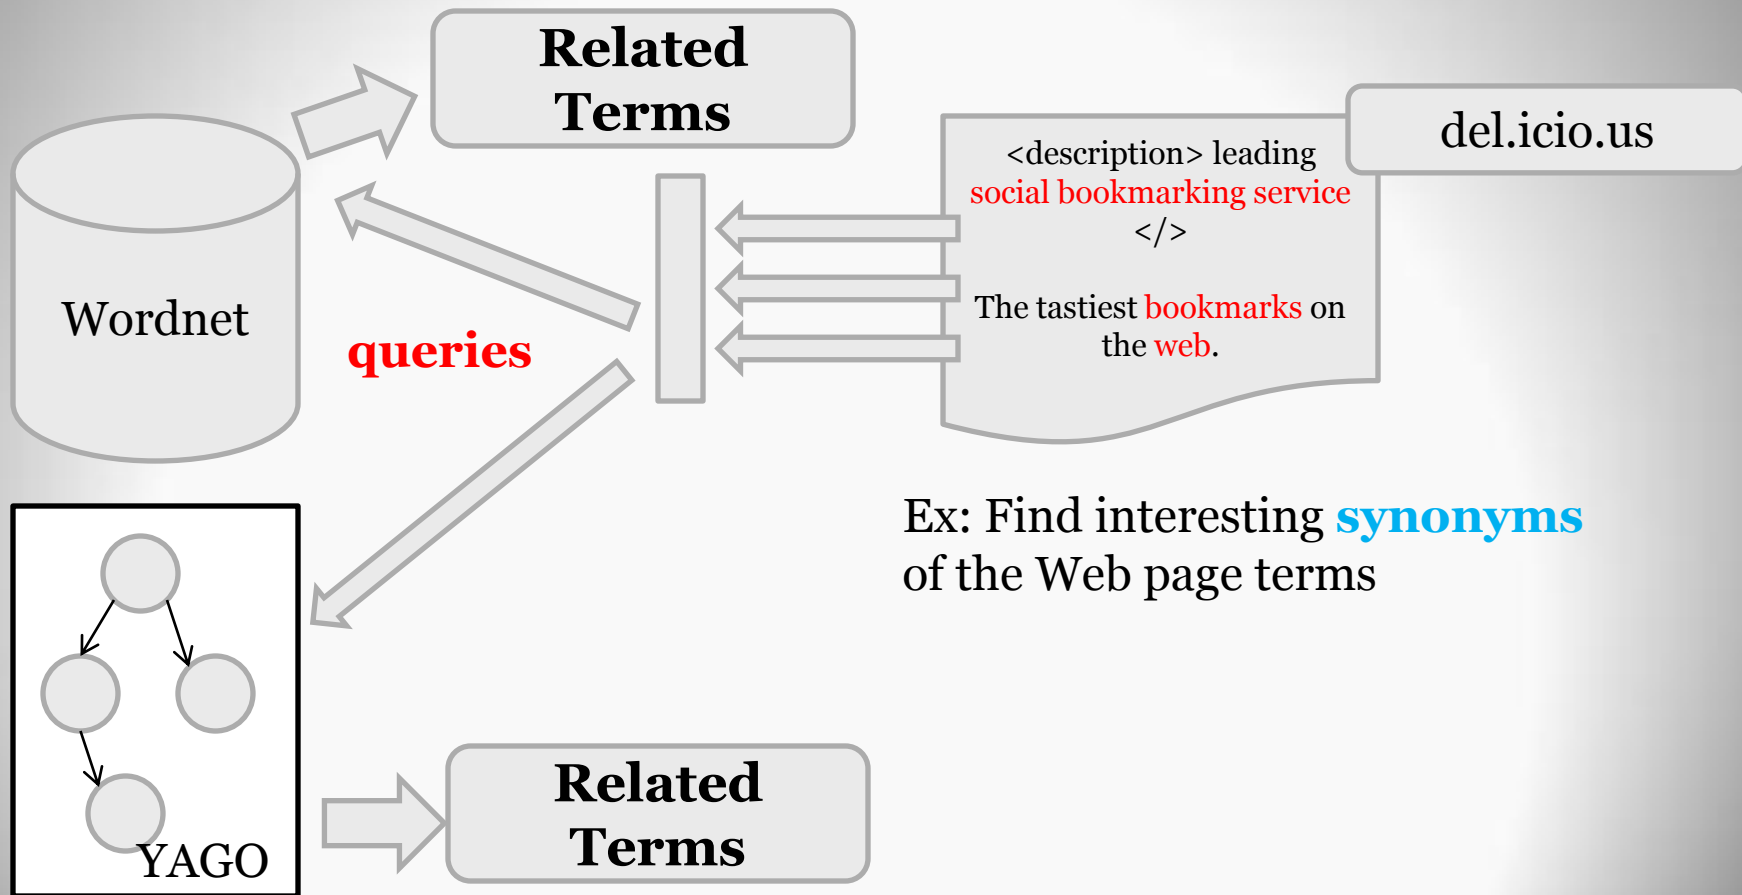 Related
Terms
del.icio.us
<description> leading
social bookmarking service
</>
The tastiest bookmarks on
the web.
Wordnet
queries
Ex: Find interesting synonyms
of the Web page terms
YAGO
Related
Terms